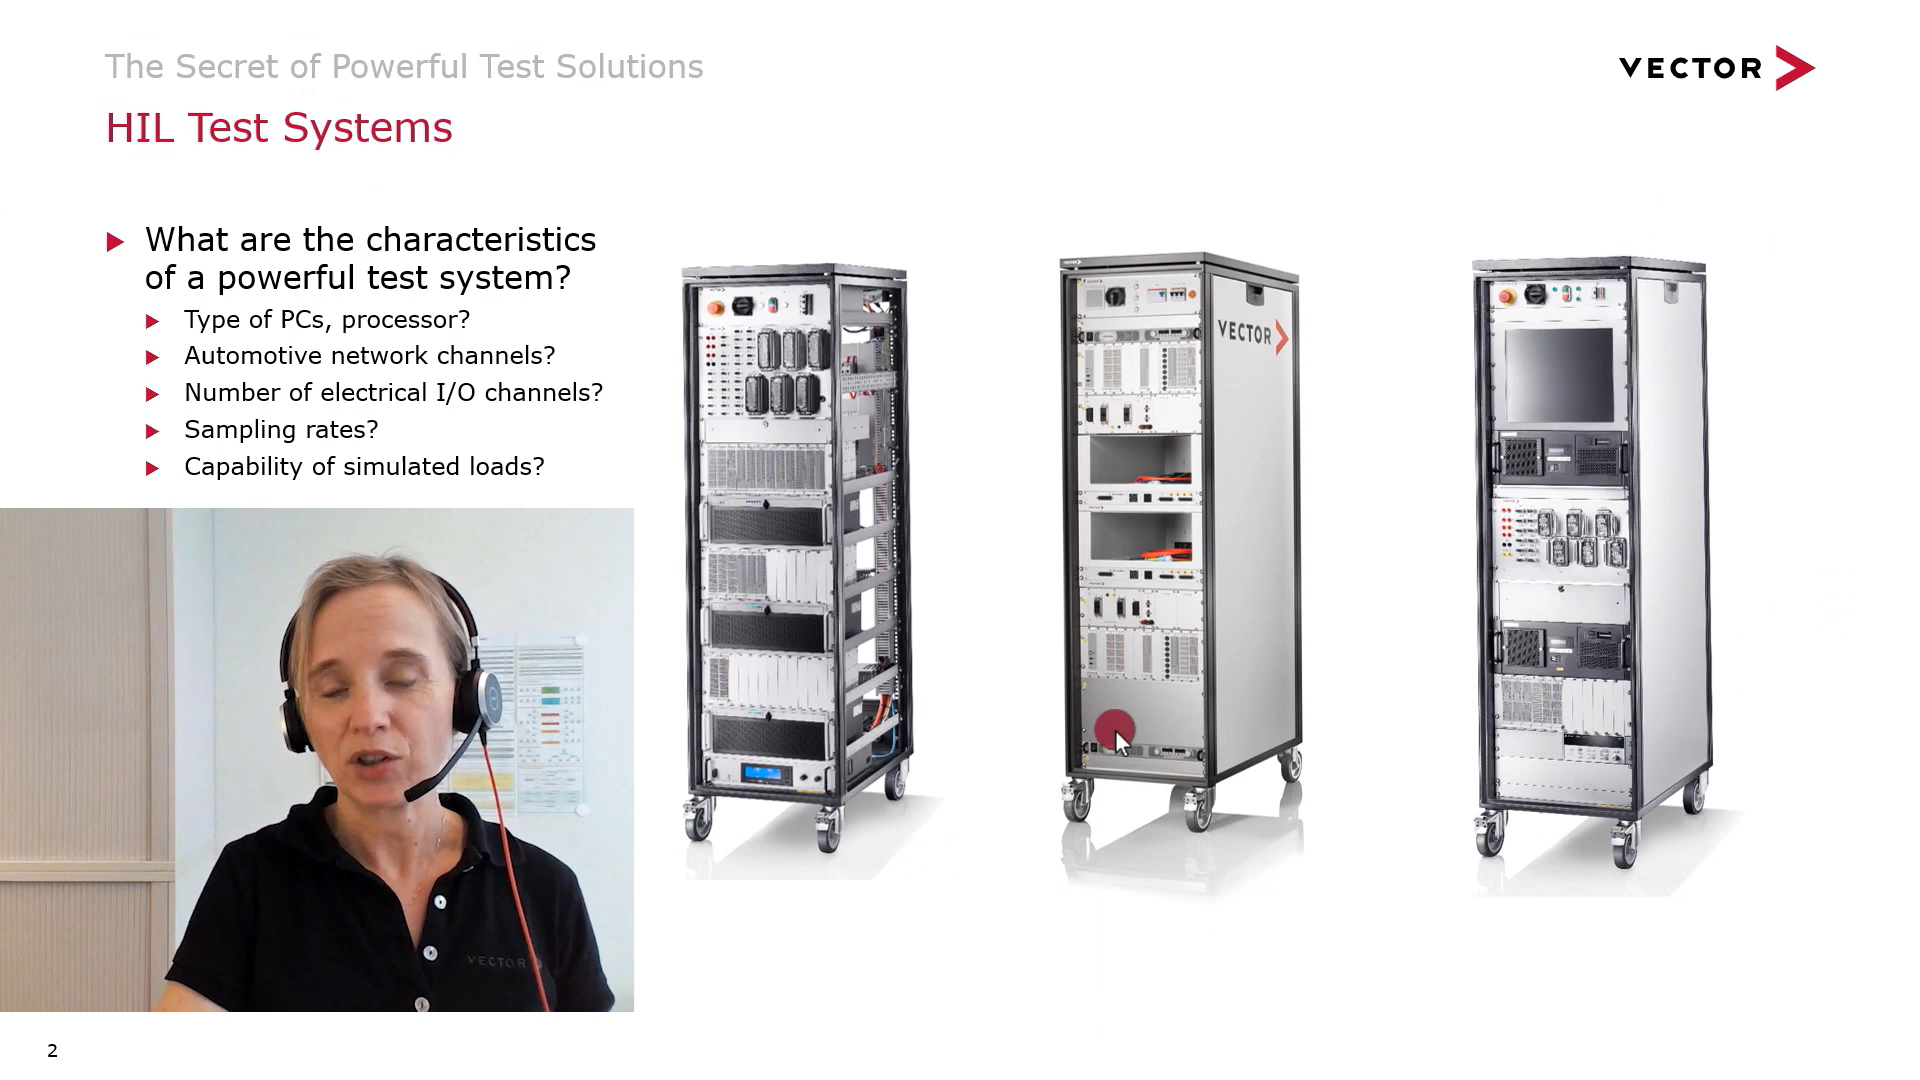 The Secret of Powerful Test Solutions
VECTOR
HIL Test Systems
What are the characteristics
of a powerful test system?
Type of PCs, processor?
Automotive network channels?
Number of electrical I/O channels?
Sampling rates?
Capability of simulated loads?
VECTOR
VECTOR
2